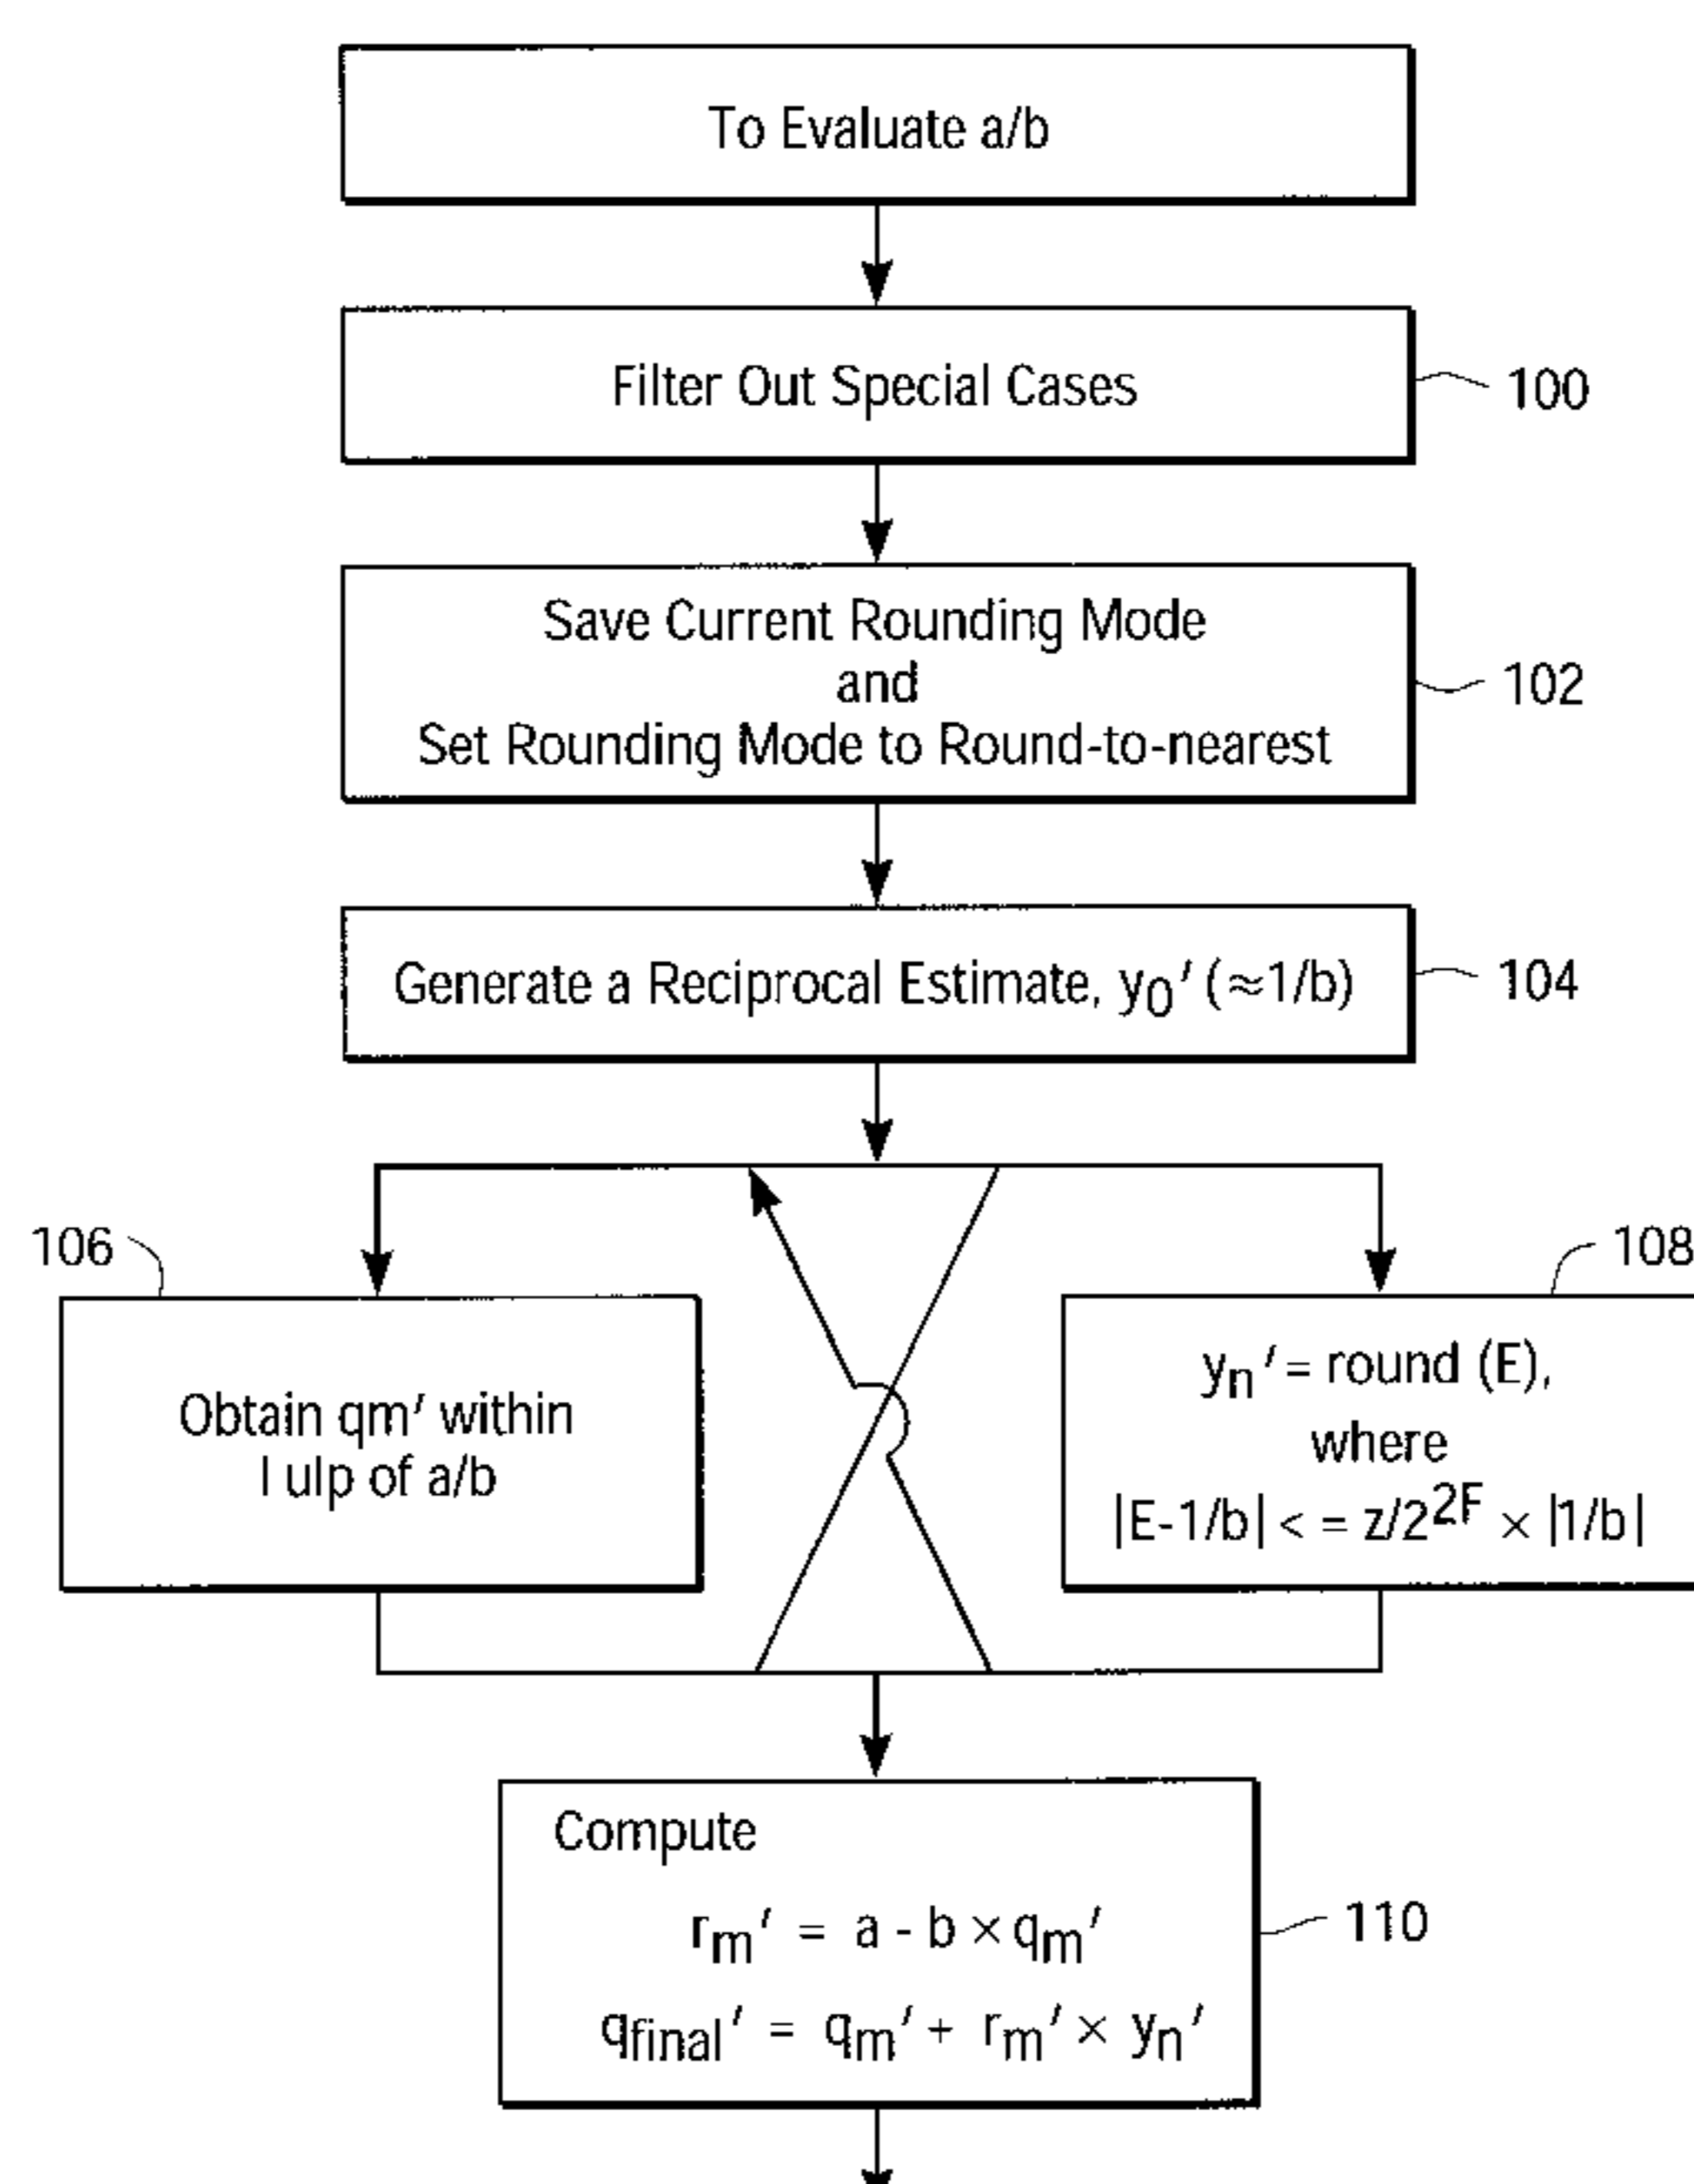 To Evaluate a/b
Filter Out Special Cases
100
Save Current Rounding Mode
and
Set Rounding Mode to Round-to-nearest
102
Generate a Reciprocal Estimate, y0′ (≈1/b)
104
106
108
Obtain qm′ within
l ulp of a/b
yn′ = round (E),
where
|E-1/b| < = z/2^2F × |1/b|
Compute
rm′ = a - b × qm′
qfinal′ = qm′ + rm′ × yn′
110